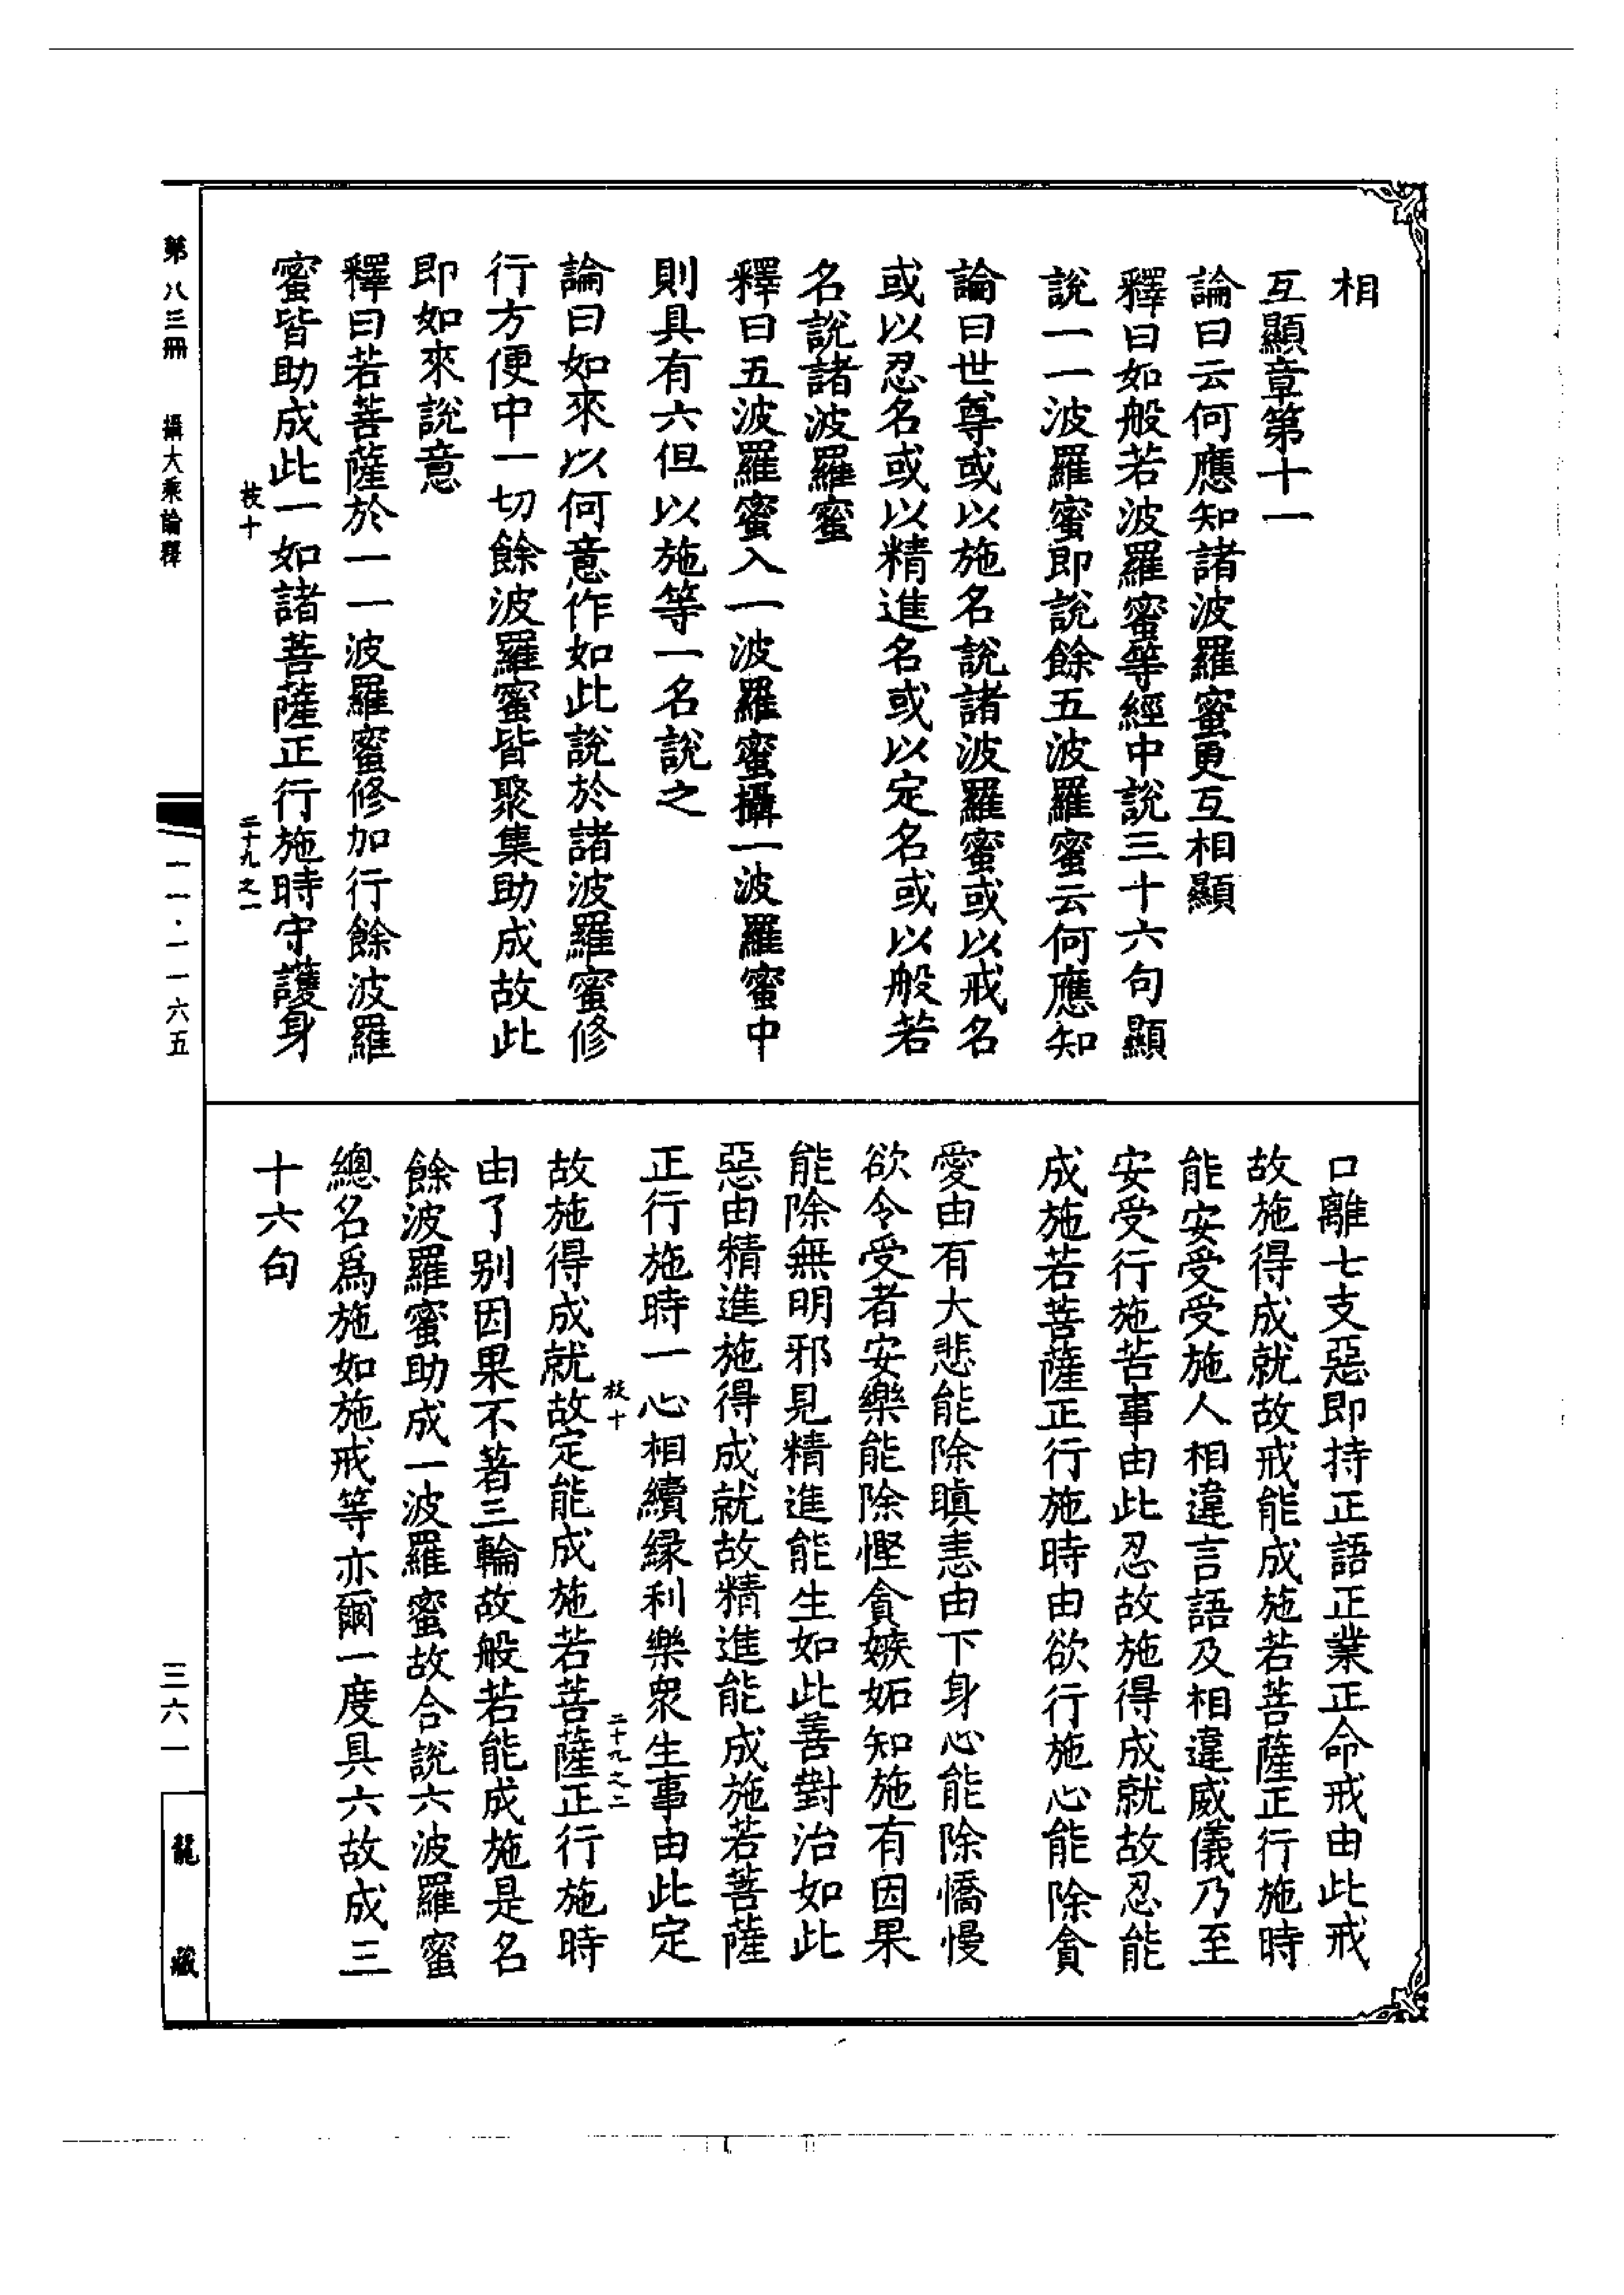 相
互顯章第十一
論曰云何應知諸波羅蜜更互相顯
釋曰如般若波羅蜜等經中說三十六句顯
說一一波羅蜜即說餘五波羅蜜云何應知
論曰世尊或以施名說諸波羅蜜或以戒名
或以忍名或以精進名或以定名或以般若
名說諸波羅蜜
釋曰五波羅蜜入一波羅蜜攝一波羅蜜中
則具有六但以施等一名說之
論曰如來以何意作如此說於諸波羅蜜修
行方便中一切餘波羅蜜皆聚集助成故此
即如來說意
釋曰若菩薩於一一波羅蜜修加行餘波羅
蜜皆助成此一如諸菩薩正行施時守護身
枝十 二十九之一
口離七支惡即持正語正業正命戒由此戒
故施得成就故戒能成施若菩薩正行施時
能安受受施人相違言語及相違威儀乃至
安受行施苦事由此忍故施得成就故忍能
成施若菩薩正行施時由欲行施心能除貪
愛由有大悲能除瞋恚由下身心能除憍慢
欲令受者安樂能除慳貪嫉妬知施有因果
能除無明邪見精進能生如此善對治如此
惡由精進施得成就故精進能成施若菩薩
正行施時一心相續緣利樂衆生事由此定
枝十 二十九之二
故施得成就故定能成施若菩薩正行施時
由了別因果不著三輪故般若能成施是名
餘波羅蜜助成一波羅蜜故合說六波羅蜜
總名爲施如施戒等亦爾一度具六故成三
十六句
第八三冊 攝大乘論釋 一一·一一六五 三六一 龍藏